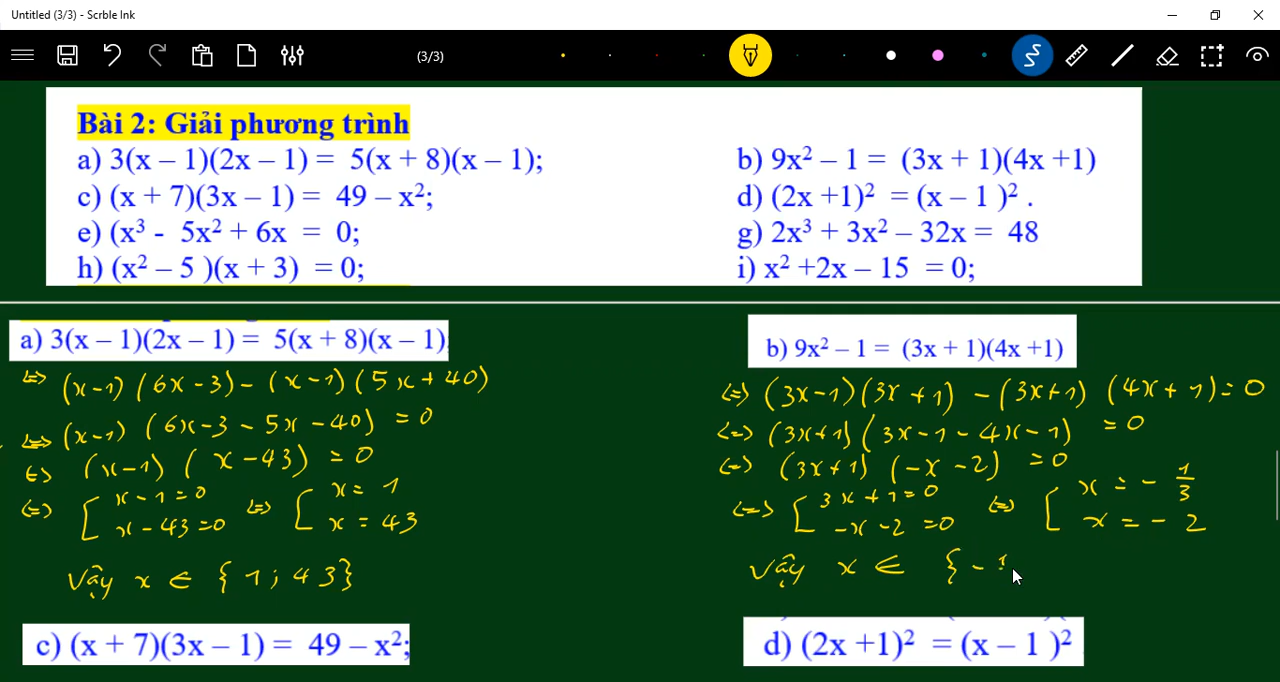 Untitled (3/3) - Scrble Ink
(3/3)
Bài 2: Giải phương trình
a) 3(x – 1)(2x – 1) = 5(x + 8)(x – 1);
b) 9x² – 1 = (3x + 1)(4x +1)
c) (x + 7)(3x – 1) = 49 – x²;
d) (2x +1)² = (x – 1 )² .
e) (x³ - 5x² + 6x = 0;
g) 2x³ + 3x² – 32x = 48
h) (x² – 5 )(x + 3) = 0;
i) x² +2x – 15 = 0;
a) 3(x – 1)(2x – 1) = 5(x + 8)(x – 1)
⇔ (x-1) (6x-3) - (x-1) (5x+40)
⇔ (x-1) (6x-3-5x-40) = 0
⇔ (x-1) (x-43) = 0
⇔ [ x-1=0 ⇔ [ x = 1
x-43=0 x = 43
Vậy x ∈ {1; 43}
b) 9x² – 1 = (3x + 1)(4x +1)
⇔ (3x-1)(3x+1) - (3x+1) (4x+1) = 0
⇔ (3x+1) (3x-1-4x-1) = 0
⇔ (3x+1) (-x-2) = 0
⇔ [ 3x+1=0 ⇔ [ x = -1/3
-x-2=0 x = -2
Vậy x ∈ {-1
c) (x + 7)(3x – 1) = 49 – x²;
d) (2x +1)² = (x – 1 )²